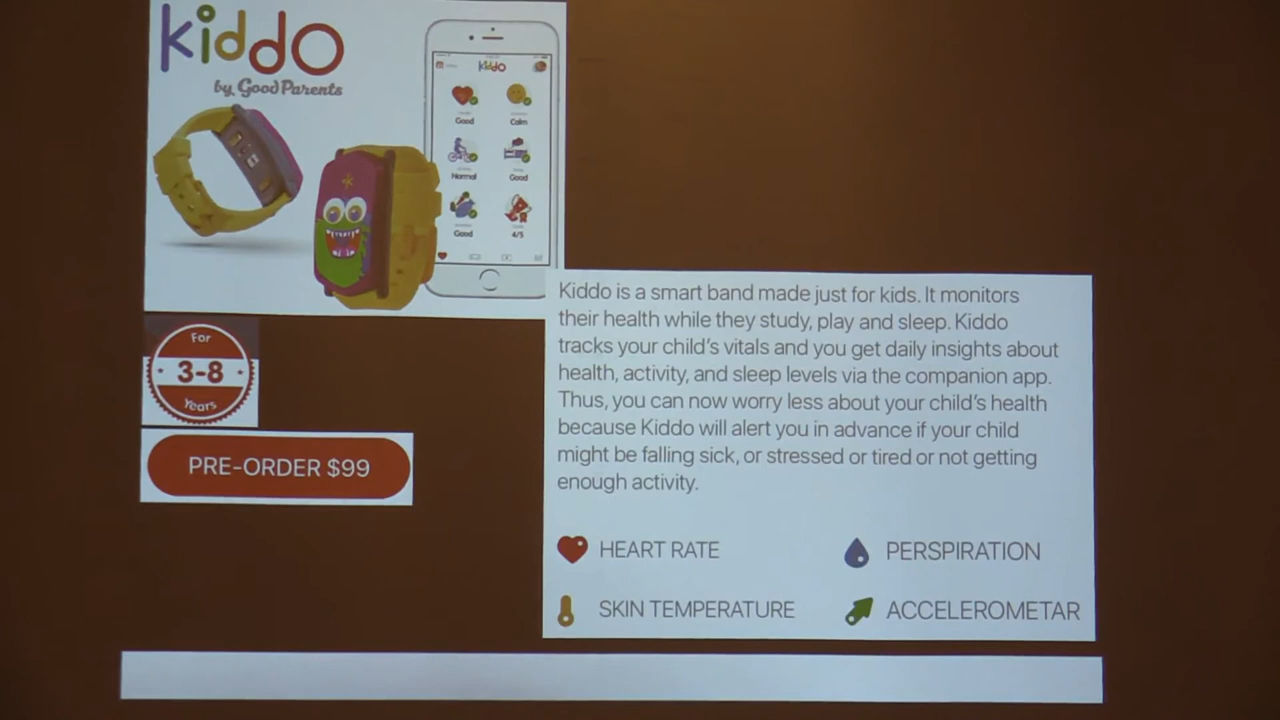 kiddo
by GoodParents
kiddo
Good
Calm
Normal
Good
Good
4/5
For
3-8
Years
PRE-ORDER $99
Kiddo is a smart band made just for kids. It monitors
their health while they study, play and sleep. Kiddo
tracks your child's vitals and you get daily insights about
health, activity, and sleep levels via the companion app.
Thus, you can now worry less about your child's health
because Kiddo will alert you in advance if your child
might be falling sick, or stressed or tired or not getting
enough activity.
HEART RATE
PERSPIRATION
SKIN TEMPERATURE
ACCELEROMETAR